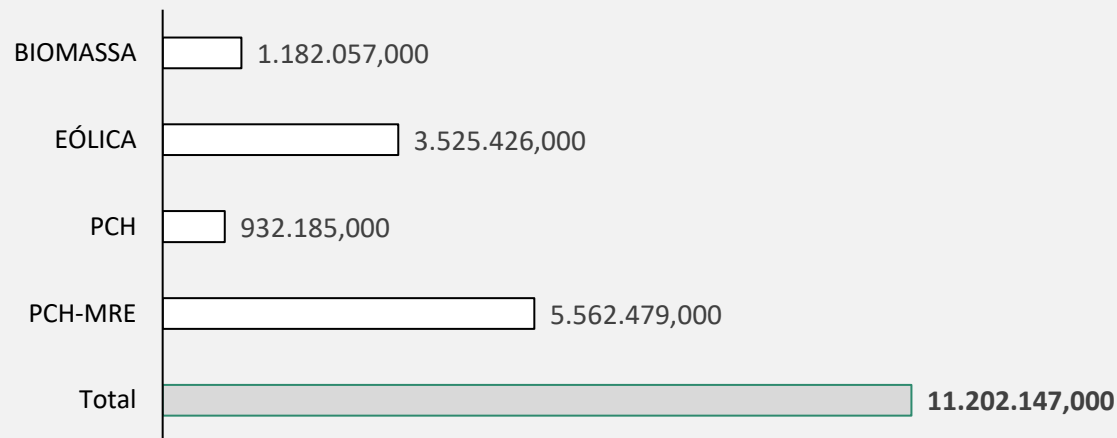 BIOMASSA 1.182.057,000
EÓLICA 3.525.426,000
PCH 932.185,000
PCH-MRE 5.562.479,000
Total 11.202.147,000